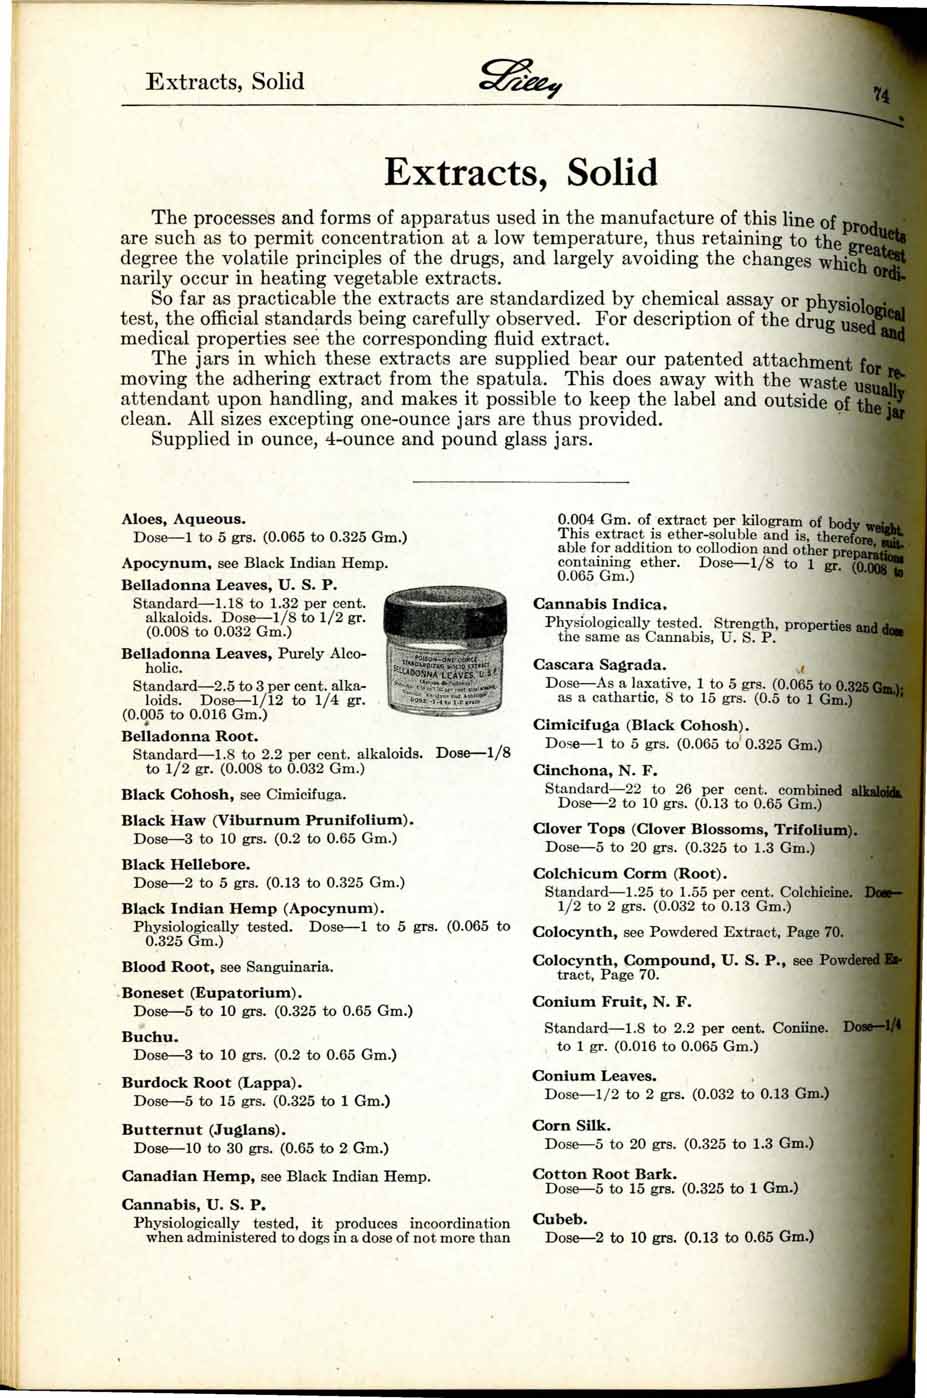 Extracts, Solid
Lilly
74
Extracts, Solid
The processes and forms of apparatus used in the manufacture of this line of products
are such as to permit concentration at a low temperature, thus retaining to the greatest
degree the volatile principles of the drugs, and largely avoiding the changes which ordi-
narily occur in heating vegetable extracts.
So far as practicable the extracts are standardized by chemical assay or physiological
test, the official standards being carefully observed. For description of the drug used and
medical properties see the corresponding fluid extract.
The jars in which these extracts are supplied bear our patented attachment for re-
moving the adhering extract from the spatula. This does away with the waste usually
attendant upon handling, and makes it possible to keep the label and outside of the jar
clean. All sizes excepting one-ounce jars are thus provided.
Supplied in ounce, 4-ounce and pound glass jars.
Aloes, Aqueous.
Dose—1 to 5 grs. (0.065 to 0.325 Gm.)
Apocynum, see Black Indian Hemp.
Belladonna Leaves, U. S. P.
Standard—1.18 to 1.32 per cent.
alkaloids. Dose—1/8 to 1/2 gr.
(0.008 to 0.032 Gm.)
Belladonna Leaves, Purely Alco-
holic.
Standard—2.5 to 3 per cent. alka-
loids. Dose—1/12 to 1/4 gr.
(0.005 to 0.016 Gm.)
POISON—ONE OUNCE
STANDARDIZED SOLID EXTRACT
BELLADONNA LEAVES, U. S. P.
DOSE—1-4 to 1-2 grain
Belladonna Root.
Standard—1.8 to 2.2 per cent. alkaloids. Dose—1/8
to 1/2 gr. (0.008 to 0.032 Gm.)
Black Cohosh, see Cimicifuga.
Black Haw (Viburnum Prunifolium).
Dose—3 to 10 grs. (0.2 to 0.65 Gm.)
Black Hellebore.
Dose—2 to 5 grs. (0.13 to 0.325 Gm.)
Black Indian Hemp (Apocynum).
Physiologically tested. Dose—1 to 5 grs. (0.065 to
0.325 Gm.)
Blood Root, see Sanguinaria.
Boneset (Eupatorium).
Dose—5 to 10 grs. (0.325 to 0.65 Gm.)
Buchu.
Dose—3 to 10 grs. (0.2 to 0.65 Gm.)
Burdock Root (Lappa).
Dose—5 to 15 grs. (0.325 to 1 Gm.)
Butternut (Juglans).
Dose—10 to 30 grs. (0.65 to 2 Gm.)
Canadian Hemp, see Black Indian Hemp.
Cannabis, U. S. P.
Physiologically tested, it produces incoordination
when administered to dogs in a dose of not more than
0.004 Gm. of extract per kilogram of body weight.
This extract is ether-soluble and is, therefore, suit-
able for addition to collodion and other preparations
containing ether. Dose—1/8 to 1 gr. (0.008 to
0.065 Gm.)
Cannabis Indica.
Physiologically tested. Strength, properties and dose
the same as Cannabis, U. S. P.
Cascara Sagrada.
Dose—As a laxative, 1 to 5 grs. (0.065 to 0.325 Gm.);
as a cathartic, 8 to 15 grs. (0.5 to 1 Gm.)
Cimicifuga (Black Cohosh).
Dose—1 to 5 grs. (0.065 to 0.325 Gm.)
Cinchona, N. F.
Standard—22 to 26 per cent. combined alkaloids.
Dose—2 to 10 grs. (0.13 to 0.65 Gm.)
Clover Tops (Clover Blossoms, Trifolium).
Dose—5 to 20 grs. (0.325 to 1.3 Gm.)
Colchicum Corm (Root).
Standard—1.25 to 1.55 per cent. Colchicine. Dose—
1/2 to 2 grs. (0.032 to 0.13 Gm.)
Colocynth, see Powdered Extract, Page 70.
Colocynth, Compound, U. S. P., see Powdered Ex-
tract, Page 70.
Conium Fruit, N. F.
Standard—1.8 to 2.2 per cent. Coniine. Dose—1/4
to 1 gr. (0.016 to 0.065 Gm.)
Conium Leaves.
Dose—1/2 to 2 grs. (0.032 to 0.13 Gm.)
Corn Silk.
Dose—5 to 20 grs. (0.325 to 1.3 Gm.)
Cotton Root Bark.
Dose—5 to 15 grs. (0.325 to 1 Gm.)
Cubeb.
Dose—2 to 10 grs. (0.13 to 0.65 Gm.)